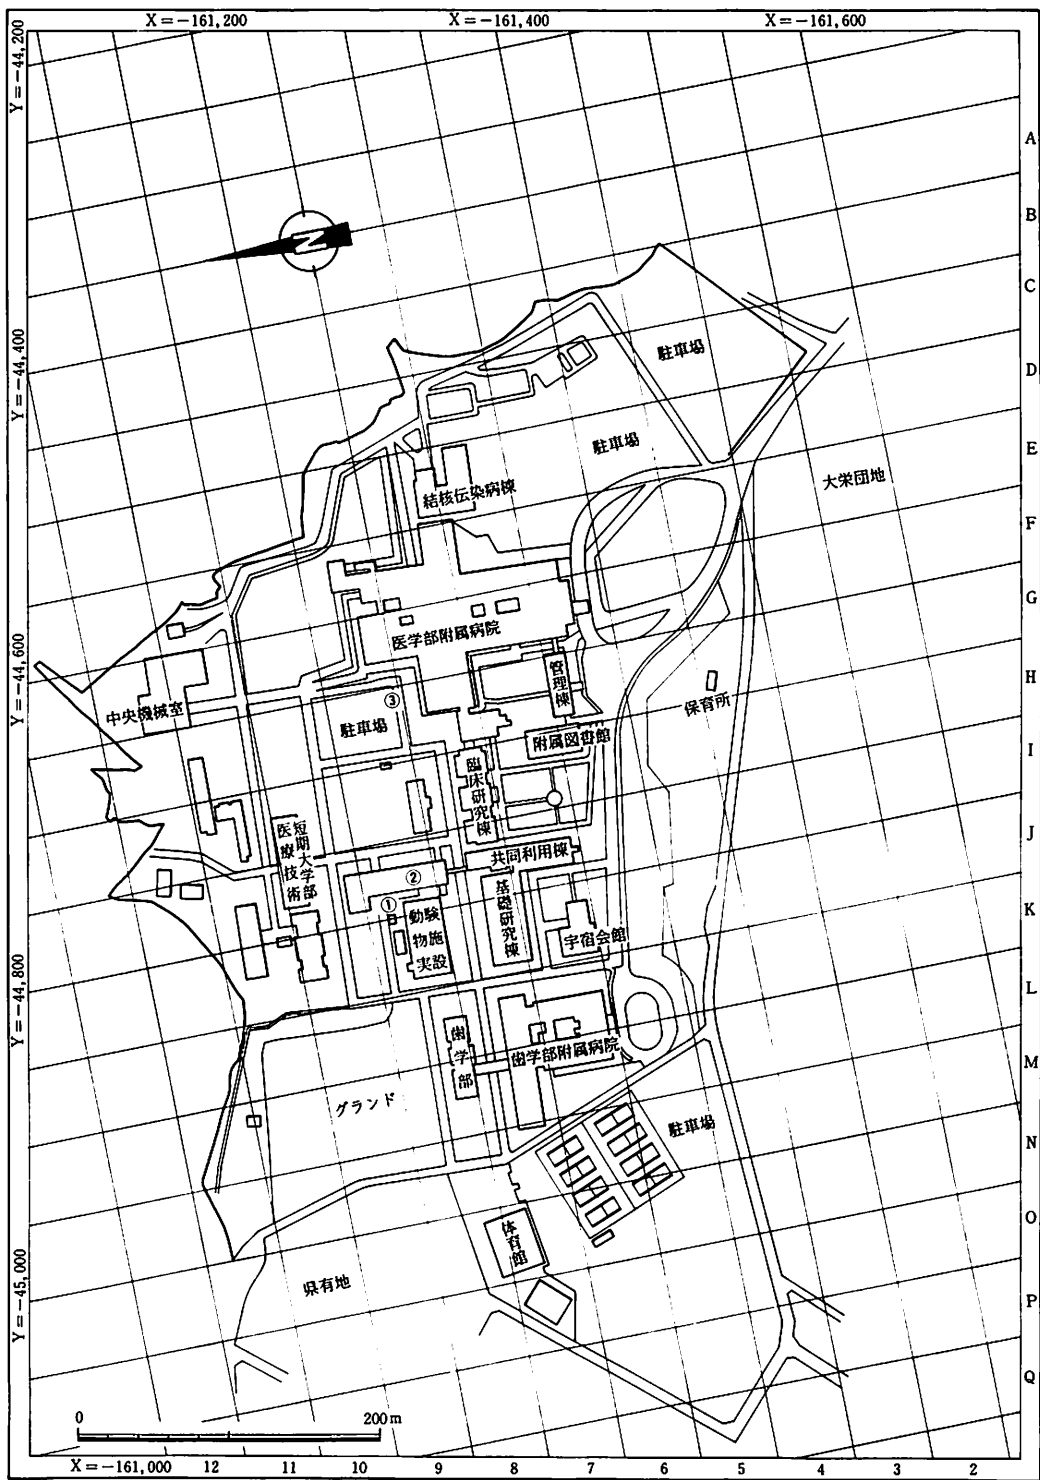 X=-161,200
X=-161,400
X=-161,600
Y=-44,200
Y=-44,400
Y=-44,600
Y=-44,800
Y=-45,000
A
B
C
D
E
F
G
H
I
J
K
L
M
N
O
P
Q
N
駐車場
駐車場
大栄団地
結核伝染病棟
医学部附属病院
管理棟
保育所
中央機械室
駐車場
③
附属図書館
臨床研究棟
医療技術
短期大学部
共同利用棟
②
①
動験
物施
実設
基礎研究棟
宇宿会館
歯学部
歯学部附属病院
グランド
駐車場
体育館
県有地
0
200m
X=-161,000
12
11
10
9
8
7
6
5
4
3
2